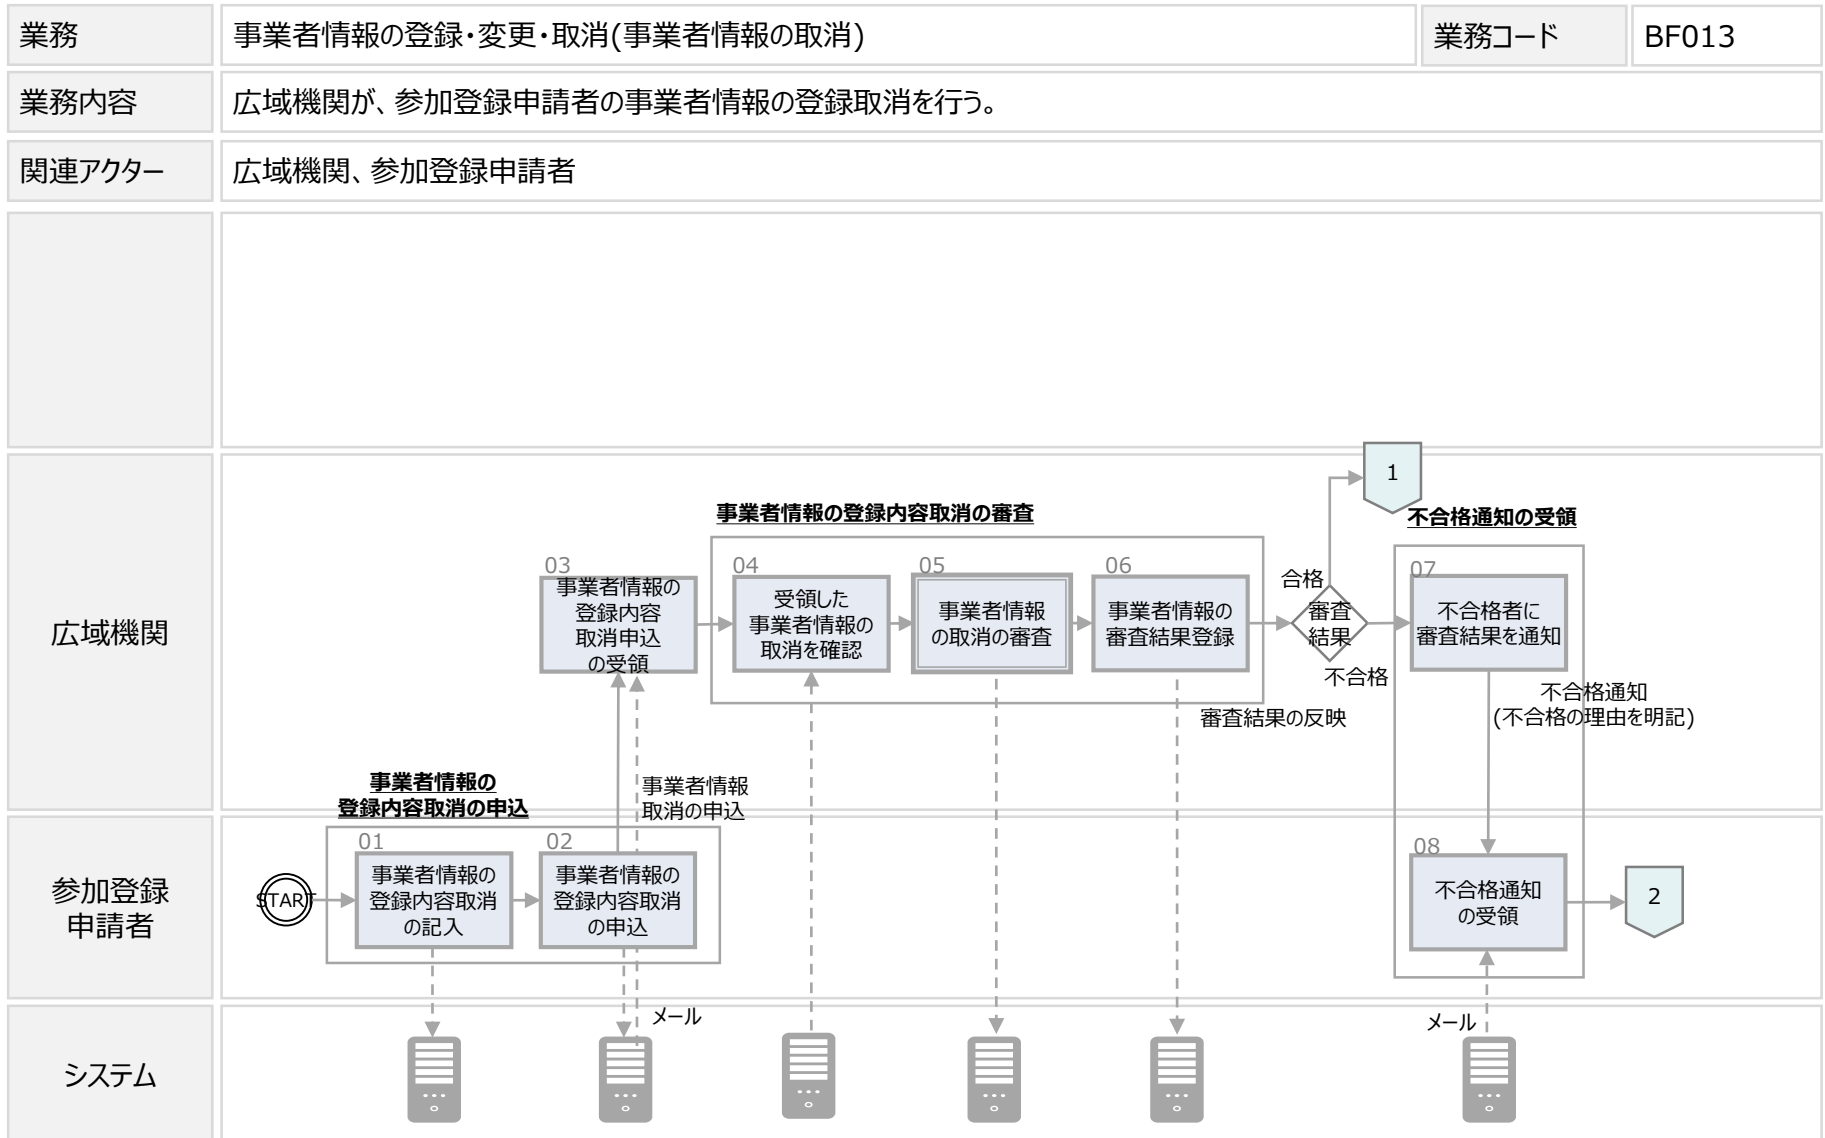 業務
事業者情報の登録・変更・取消(事業者情報の取消)
業務コード
BF013
業務内容
広域機関が、参加登録申請者の事業者情報の登録取消を行う。
関連アクター
広域機関、参加登録申請者
広域機関
1
事業者情報の登録内容取消の審査
不合格通知の受領
03
事業者情報の
登録内容
取消申込
の受領
04
受領した
事業者情報の
取消を確認
05
事業者情報
の取消の審査
06
事業者情報の
審査結果登録
合格
審査
結果
不合格
07
不合格者に
審査結果を通知
審査結果の反映
不合格通知
(不合格の理由を明記)
事業者情報
取消の申込
事業者情報の
登録内容取消の申込
参加登録
申請者
START
01
事業者情報の
登録内容取消
の記入
02
事業者情報の
登録内容取消
の申込
08
不合格通知
の受領
2
システム
メール
メール